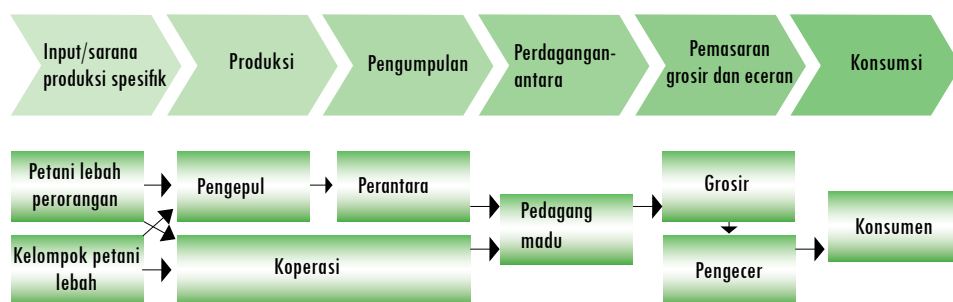 Input/sarana
produksi spesifik
Produksi
Pengumpulan
Perdagangan-
antara
Pemasaran
grosir dan eceran
Konsumsi
Petani lebah
perorangan
Pengepul
Perantara
Grosir
Pedagang
madu
Konsumen
Kelompok petani
lebah
Koperasi
Pengecer